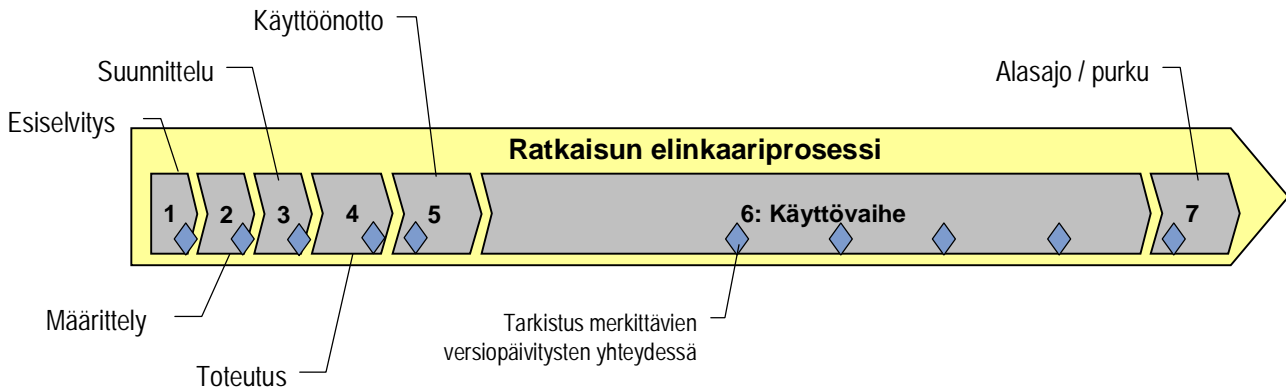 Käyttöönotto
Suunnittelu
Alasajo / purku
Esiselvitys
Ratkaisun elinkaariprosessi
1
2
3
4
5
6: Käyttövaihe
7
Määrittely
Tarkistus merkittävien
versiopäivitysten yhteydessä
Toteutus